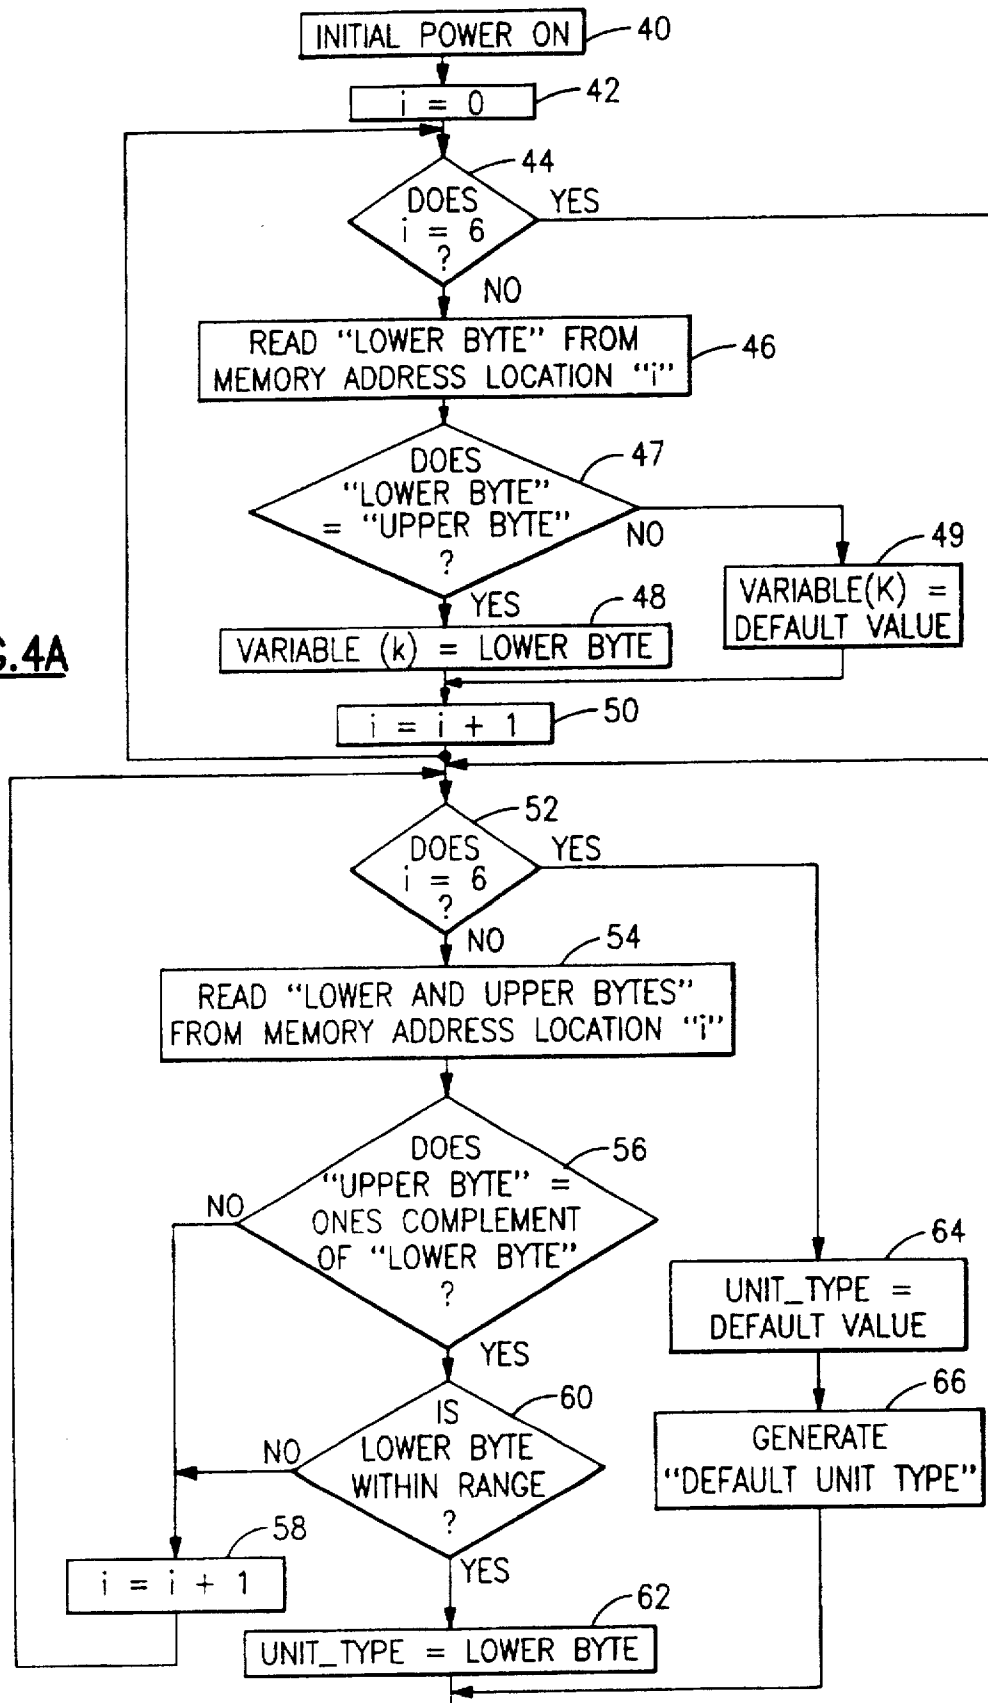 INITIAL POWER ON
40
i = 0
42
44
DOES
i = 6
?
YES
NO
READ “LOWER BYTE” FROM
MEMORY ADDRESS LOCATION “i”
46
DOES
“LOWER BYTE”
= “UPPER BYTE”
?
47
NO
YES
49
VARIABLE(K) =
DEFAULT VALUE
48
VARIABLE (k) = LOWER BYTE
.4A
i = i + 1
50
52
DOES
i = 6
?
YES
NO
54
READ “LOWER AND UPPER BYTES”
FROM MEMORY ADDRESS LOCATION “i”
DOES
“UPPER BYTE” =
ONES COMPLEMENT
OF “LOWER BYTE”
?
56
NO
YES
64
UNIT_TYPE =
DEFAULT VALUE
66
GENERATE
“DEFAULT UNIT TYPE”
IS
LOWER BYTE
WITHIN RANGE
?
60
NO
YES
58
i = i + 1
62
UNIT_TYPE = LOWER BYTE